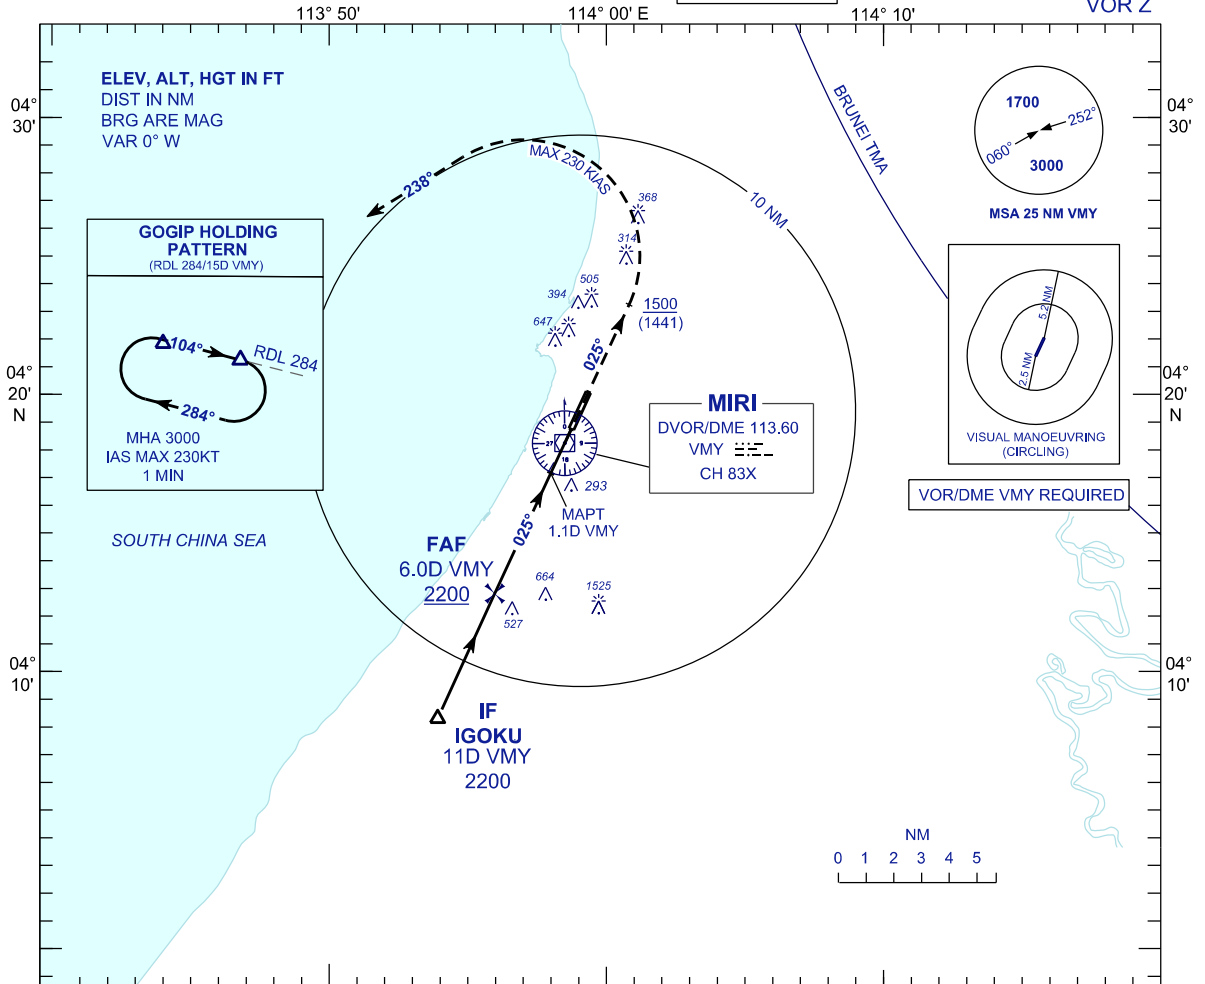 VOR Z
113° 50'
114° 00' E
114° 10'
04°
30'
04°
30'
ELEV, ALT, HGT IN FT
DIST IN NM
BRG ARE MAG
VAR 0° W
BRUNEI TMA
1700
252°
060°
3000
MSA 25 NM VMY
MAX 230 KIAS
238°
368
10 NM
314
GOGIP HOLDING
PATTERN
(RDL 284/15D VMY)
104°
RDL 284
284°
MHA 3000
IAS MAX 230KT
1 MIN
505
394
647
1500
(1441)
025°
5.2 NM
2.5 NM
VISUAL MANOEUVRING
(CIRCLING)
04°
20'
N
04°
20'
N
MIRI
DVOR/DME 113.60
VMY
CH 83X
0
9
18
27
293
MAPT
1.1D VMY
VOR/DME VMY REQUIRED
SOUTH CHINA SEA
025°
FAF
6.0D VMY
2200
664
1525
527
04°
10'
04°
10'
IF
IGOKU
11D VMY
2200
NM
0 1 2 3 4 5